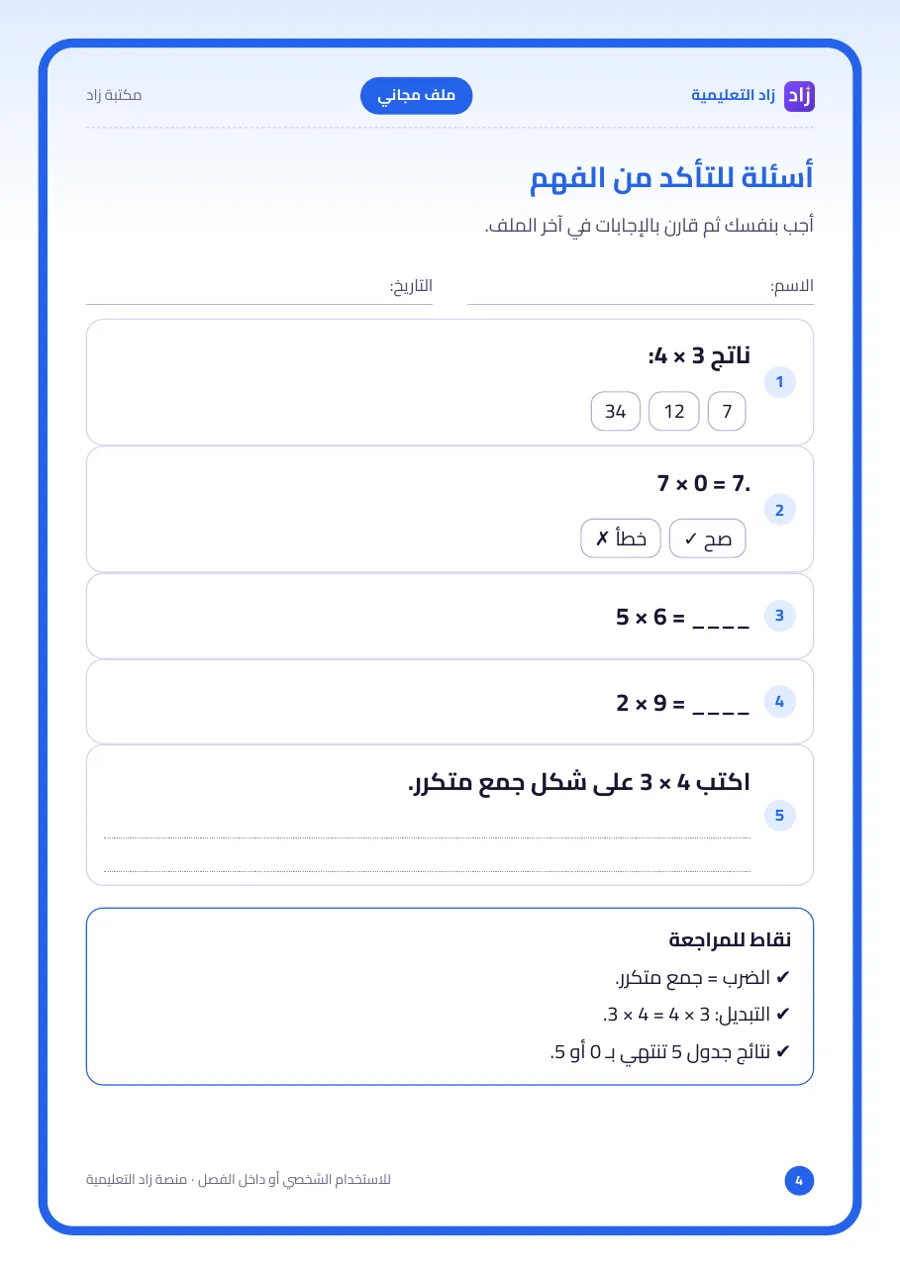 زاد زاد التعليمية
ملف مجاني
مكتبة زاد
أسئلة للتأكد من الفهم
أجب بنفسك ثم قارن بالإجابات في آخر الملف.
الاسم:
التاريخ:
1
ناتج 3 × 4:
7
12
34
2
7 × 0 = 7.
صح ✓
خطأ ✗
3
5 × 6 = ____
4
2 × 9 = ____
5
اكتب 4 × 3 على شكل جمع متكرر.
نقاط للمراجعة
✔ الضرب = جمع متكرر.
✔ التبديل: 3 × 4 = 4 × 3.
✔ نتائج جدول 5 تنتهي بـ 0 أو 5.
4
للاستخدام الشخصي أو داخل الفصل · منصة زاد التعليمية